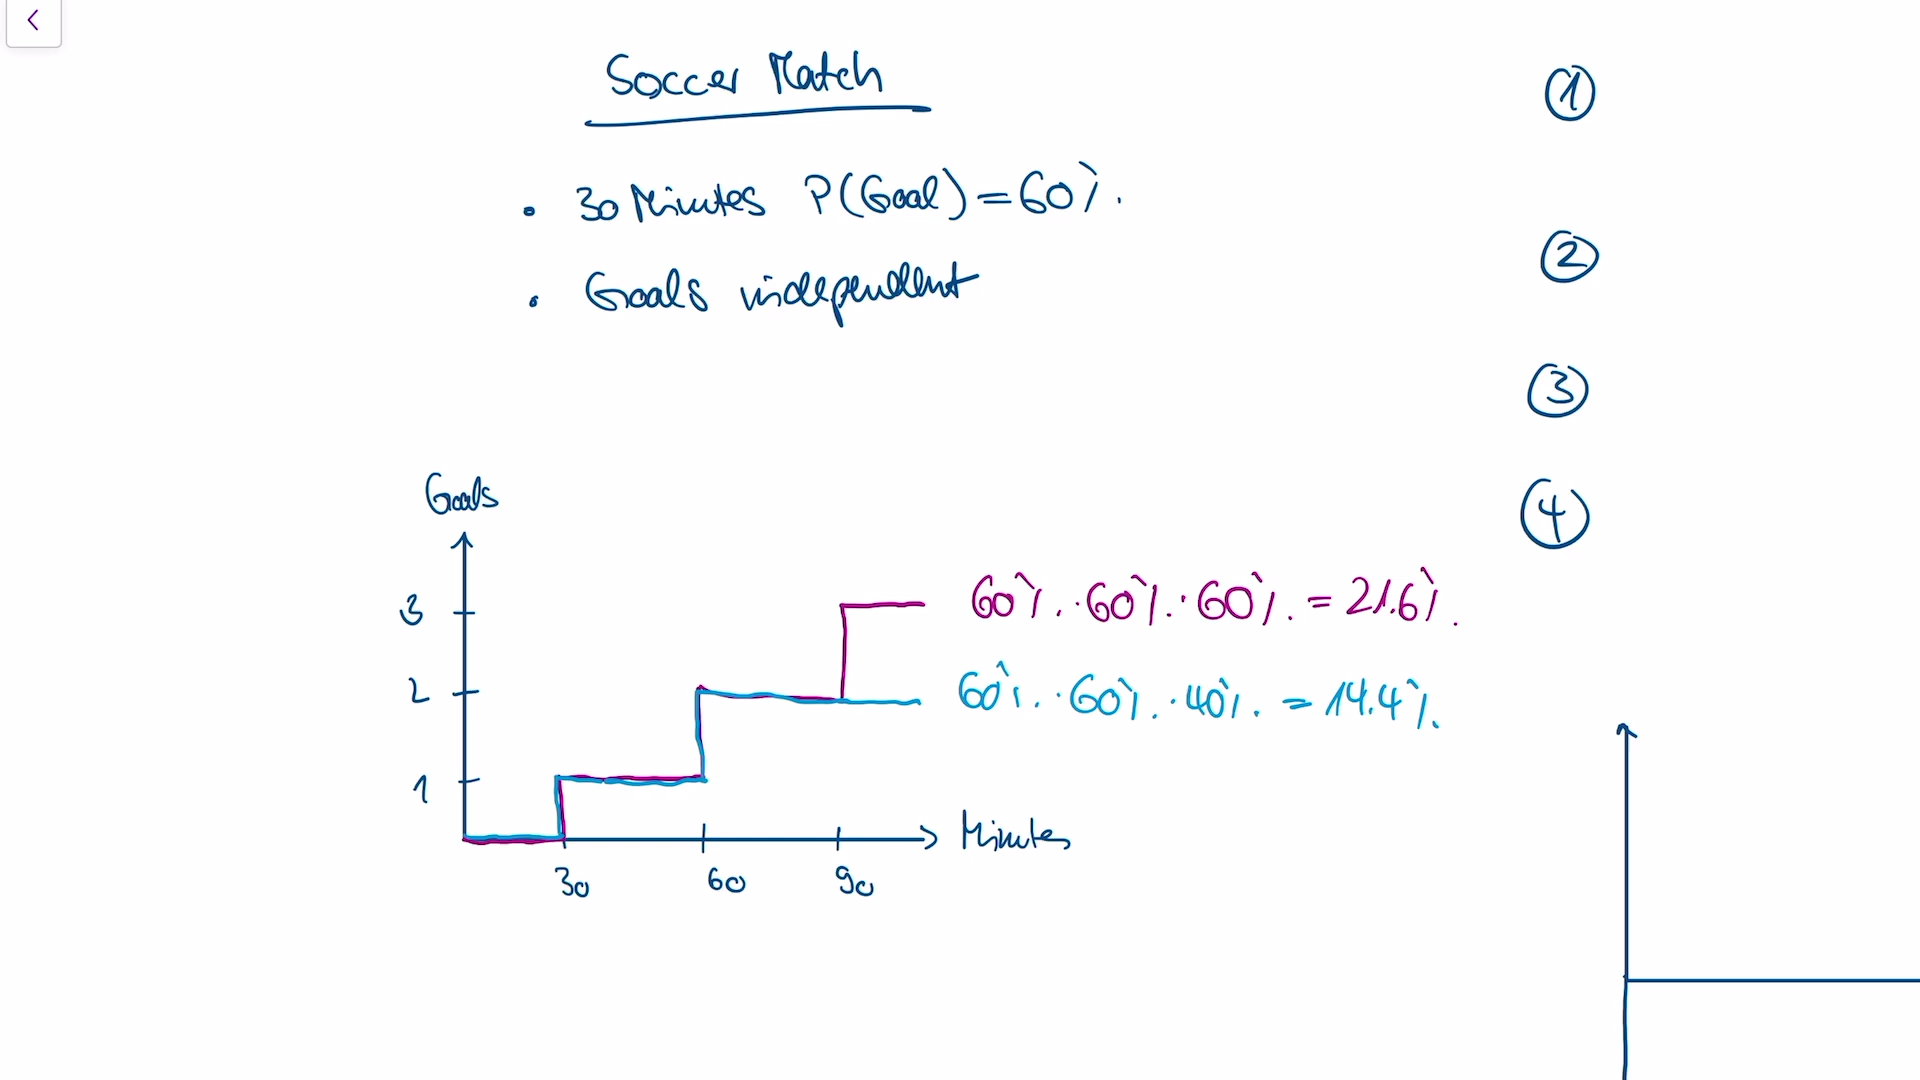 Soccer Match
• 30 Minutes P(Goal) = 60%.
• Goals independent
1
2
3
4
Goals
3
2
1
60% · 60% · 60% = 21.6%.
60% · 60% · 40% = 14.4%.
Minutes
30 60 90